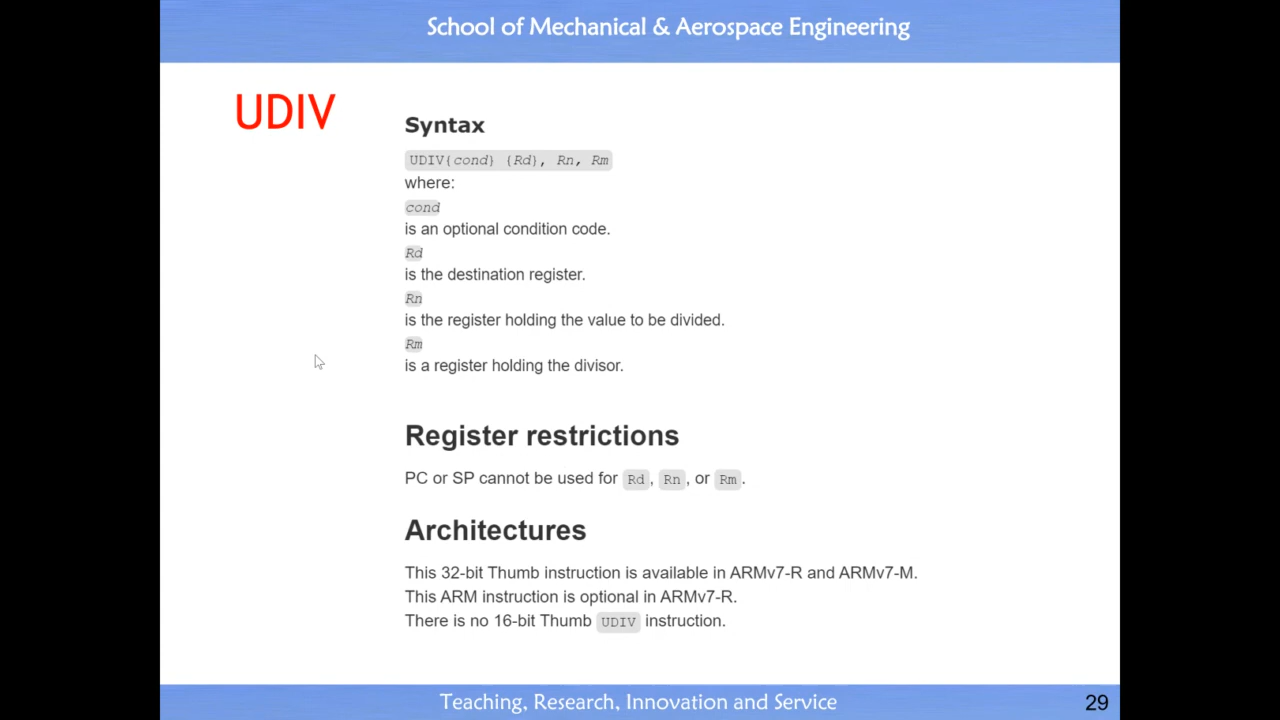 School of Mechanical & Aerospace Engineering
UDIV
Syntax
UDIV{cond} {Rd}, Rn, Rm
where:
cond
is an optional condition code.
Rd
is the destination register.
Rn
is the register holding the value to be divided.
Rm
is a register holding the divisor.
Register restrictions
PC or SP cannot be used for Rd, Rn, or Rm.
Architectures
This 32-bit Thumb instruction is available in ARMv7-R and ARMv7-M.
This ARM instruction is optional in ARMv7-R.
There is no 16-bit Thumb UDIV instruction.
Teaching, Research, Innovation and Service
29